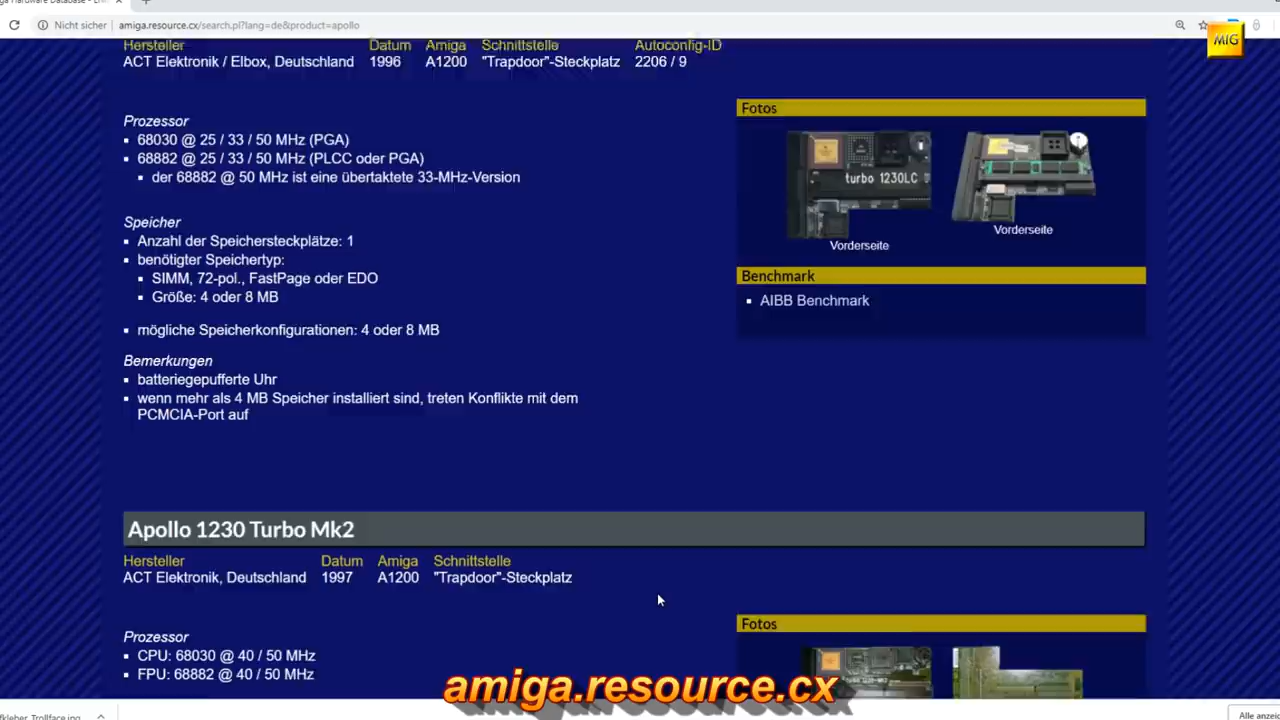 Nicht sicher
amiga.resource.cx/search.pl?lang=de&product=apollo
MIG
Hersteller Datum Amiga Schnittstelle Autoconfig-ID
ACT Elektronik / Elbox, Deutschland 1996 A1200 "Trapdoor"-Steckplatz 2206 / 9
Prozessor
68030 @ 25 / 33 / 50 MHz (PGA)
68882 @ 25 / 33 / 50 MHz (PLCC oder PGA)
der 68882 @ 50 MHz ist eine übertaktete 33-MHz-Version
Speicher
Anzahl der Speichersteckplätze: 1
benötigter Speichertyp:
SIMM, 72-pol., FastPage oder EDO
Größe: 4 oder 8 MB
mögliche Speicherkonfigurationen: 4 oder 8 MB
Bemerkungen
batteriegepufferte Uhr
wenn mehr als 4 MB Speicher installiert sind, treten Konflikte mit dem
PCMCIA-Port auf
Fotos
turbo 1230LC
Vorderseite
Vorderseite
Benchmark
AIBB Benchmark
Apollo 1230 Turbo Mk2
Hersteller Datum Amiga Schnittstelle
ACT Elektronik, Deutschland 1997 A1200 "Trapdoor"-Steckplatz
Prozessor
CPU: 68030 @ 40 / 50 MHz
FPU: 68882 @ 40 / 50 MHz
Fotos
amiga.resource.cx